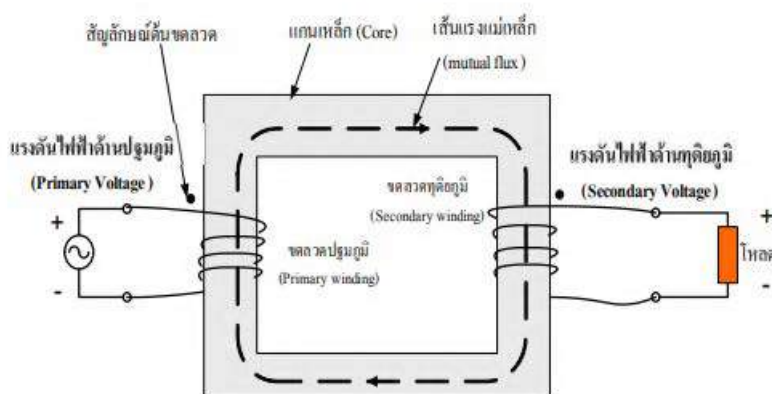 สัญลักษณ์ต้นขดลวด
แกนเหล็ก (Core)
เส้นแรงแม่เหล็ก
(mutual flux)
แรงดันไฟฟ้าด้านปฐมภูมิ
(Primary Voltage)
แรงดันไฟฟ้าด้านทุติยภูมิ
(Secondary Voltage)
ขดลวดทุติยภูมิ
(Secondary winding)
ขดลวดปฐมภูมิ
(Primary winding)
+
-
+
โหลด
-